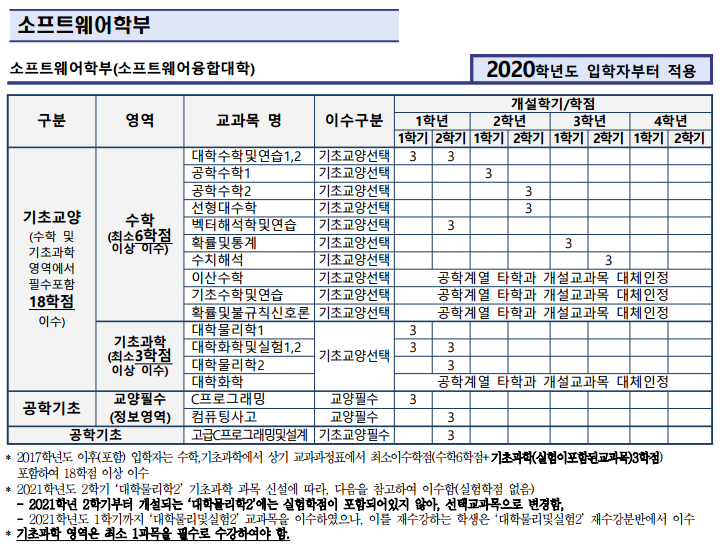 소프트웨어학부
소프트웨어학부(소프트웨어융합대학) 2020학년도 입학자부터 적용
구분 영역 교과목 명 이수구분 개설학기/학점
1학년 2학년 3학년 4학년
1학기 2학기 1학기 2학기 1학기 2학기 1학기 2학기
기초교양
(수학 및
기초과학
영역에서
필수포함
18학점
이수)
수학
(최소6학점
이상 이수)
대학수학및연습1,2 기초교양선택 3 3
공학수학1 기초교양선택 3
공학수학2 기초교양선택 3
선형대수학 기초교양선택 3
벡터해석학및연습 기초교양선택 3
확률및통계 기초교양선택 3
수치해석 기초교양선택 3
이산수학 기초교양선택 공학계열 타학과 개설교과목 대체인정
기초수학및연습 기초교양선택 공학계열 타학과 개설교과목 대체인정
확률및불규칙신호론 기초교양선택 공학계열 타학과 개설교과목 대체인정
기초과학
(최소3학점
이상 이수)
대학물리학1 3
대학화학및실험1,2 기초교양선택 3 3
대학물리학2 3
대학화학 공학계열 타학과 개설교과목 대체인정
공학기초 교양필수
(정보영역)
C프로그래밍 교양필수 3
컴퓨팅사고 교양필수 3
공학기초 고급C프로그래밍및설계 기초교양필수 3
* 2017학년도 이후(포함) 입학자는 수학,기초과학에서 상기 교과과정표에서 최소이수학점(수학6학점+기초과학(실험이포함된교과목)3학점)
포함하여 18학점 이상 이수
* 2021학년도 2학기 '대학물리학2' 기초과학 과목 신설에 따라, 다음을 참고하여 이수함(실험학점 없음)
- 2021학년 2학기부터 개설되는 '대학물리학2'에는 실험학점이 포함되어있지 않아, 선택교과목으로 변경함,
- 2021학년도 1학기까지 '대학물리및실험2' 교과목을 이수하였으나, 이를 재수강하는 학생은 '대학물리및실험2' 재수강분반에서 이수
* 기초과학 영역은 최소 1과목을 필수로 수강하여야 함.